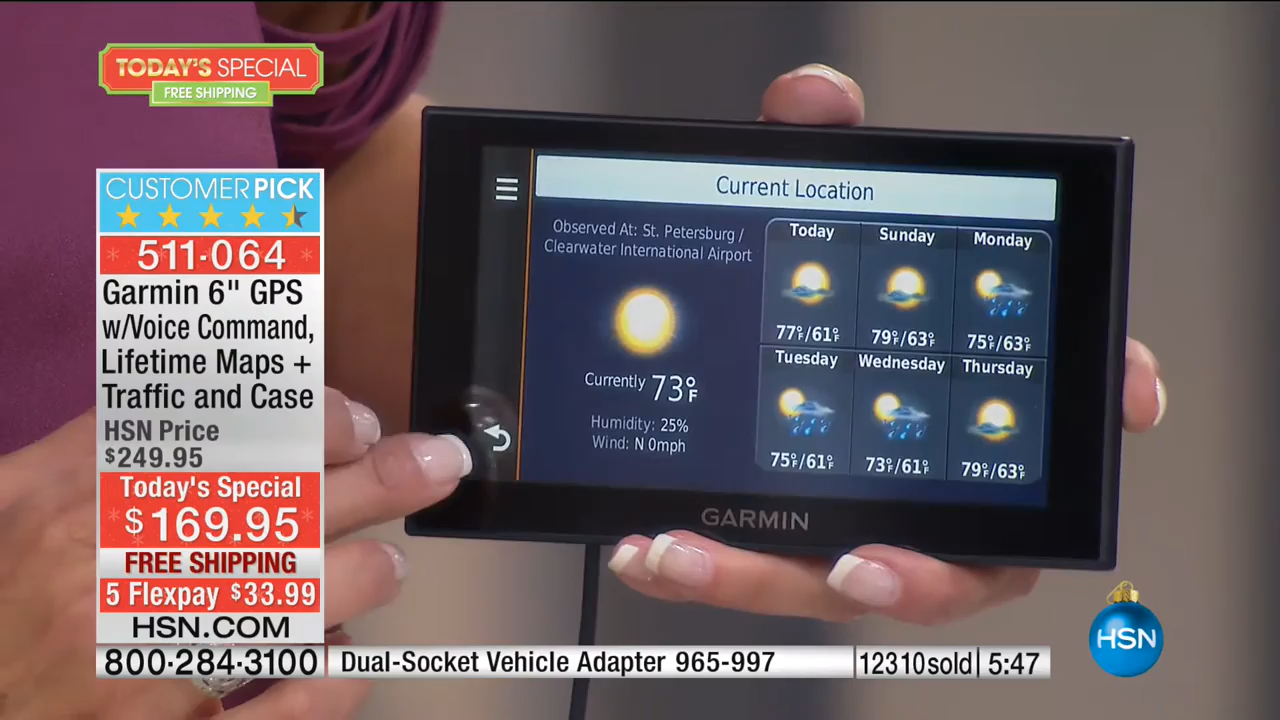 TODAY'S SPECIAL
FREE SHIPPING
CUSTOMER PICK
511-064
Garmin 6" GPS
w/Voice Command,
Lifetime Maps +
Traffic and Case
HSN Price
$249.95
Today's Special
$169.95
FREE SHIPPING
5 Flexpay $33.99
HSN.COM
800-284-3100
Dual-Socket Vehicle Adapter 965-997
12310 sold
5:47
HSN
Current Location
Observed At: St. Petersburg /
Clearwater International Airport
Currently 73°F
Humidity: 25%
Wind: N 0mph
Today Sunday Monday
77°F/61°F 79°F/63°F 75°F/63°F
Tuesday Wednesday Thursday
75°F/61°F 73°F/61°F 79°F/63°F
GARMIN